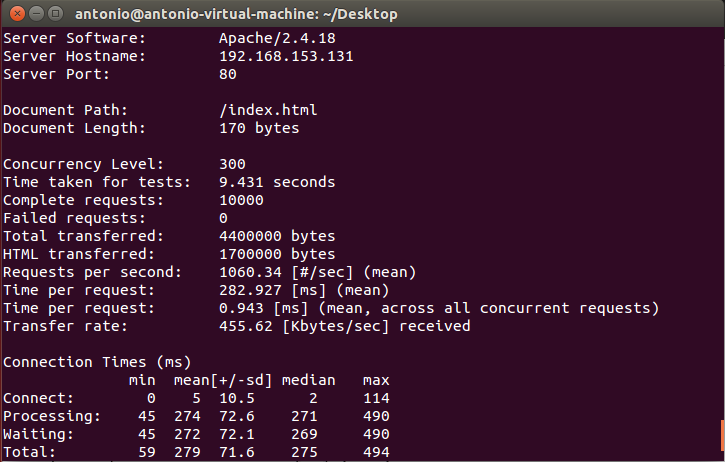 antonio@antonio-virtual-machine: ~/Desktop
Server Software:        Apache/2.4.18
Server Hostname:        192.168.153.131
Server Port:            80

Document Path:          /index.html
Document Length:        170 bytes

Concurrency Level:      300
Time taken for tests:   9.431 seconds
Complete requests:      10000
Failed requests:        0
Total transferred:      4400000 bytes
HTML transferred:       1700000 bytes
Requests per second:    1060.34 [#/sec] (mean)
Time per request:       282.927 [ms] (mean)
Time per request:       0.943 [ms] (mean, across all concurrent requests)
Transfer rate:          455.62 [Kbytes/sec] received

Connection Times (ms)
              min  mean[+/-sd] median   max
Connect:        0    5  10.5      2     114
Processing:    45  274  72.6    271     490
Waiting:       45  272  72.1    269     490
Total:         59  279  71.6    275     494